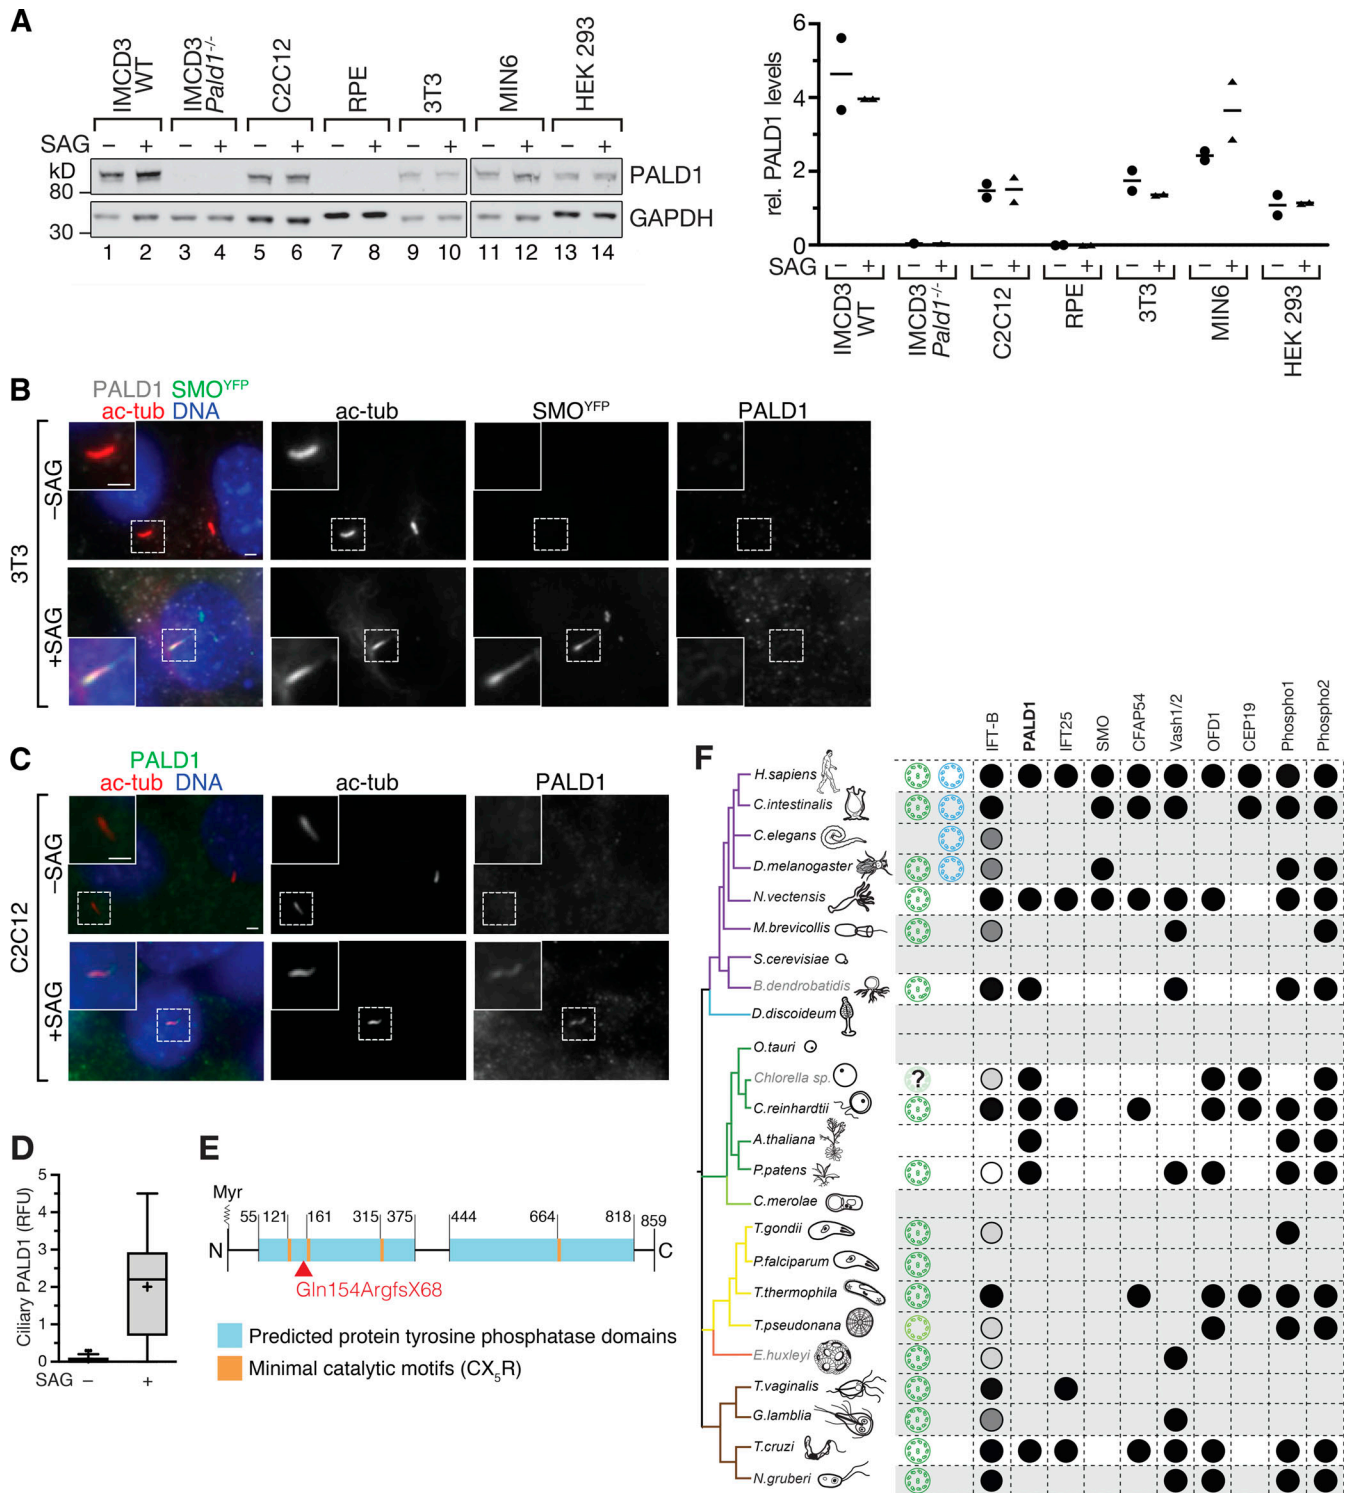 A
IMCD3 WT
IMCD3 Pald1-/-
C2C12
RPE
3T3
MIN6
HEK 293
SAG − + − + − + − + − + − + − +
kD
80
30
PALD1
GAPDH
1 2 3 4 5 6 7 8 9 10 11 12 13 14
rel. PALD1 levels
6
4
2
0
SAG − + − + − + − + − + − + − +
IMCD3 WT
IMCD3 Pald1-/-
C2C12
RPE
3T3
MIN6
HEK 293
B
PALD1 SMOYFP
ac-tub DNA
ac-tub
SMOYFP
PALD1
3T3
–SAG
+SAG
C
PALD1
ac-tub DNA
ac-tub
PALD1
C2C12
–SAG
+SAG
D
Ciliary PALD1 (RFU)
5
4
3
2
1
0
SAG − +
E
Myr
55 121 161 315 375 444 664 818 859
N C
Gln154ArgfsX68
Predicted protein tyrosine phosphatase domains
Minimal catalytic motifs (CX5R)
F
IFT-B
PALD1
IFT25
SMO
CFAP54
Vash1/2
OFD1
CEP19
Phospho1
Phospho2
H.sapiens
C.intestinalis
C.elegans
D.melanogaster
N.vectensis
M.brevicollis
S.cerevisiae
B.dendrobatidis
D.discoideum
O.tauri
Chlorella sp.
?
C.reinhardtii
A.thaliana
P.patens
C.merolae
T.gondii
P.falciparum
T.thermophila
T.pseudonana
E.huxleyi
T.vaginalis
G.lamblia
T.cruzi
N.gruberi